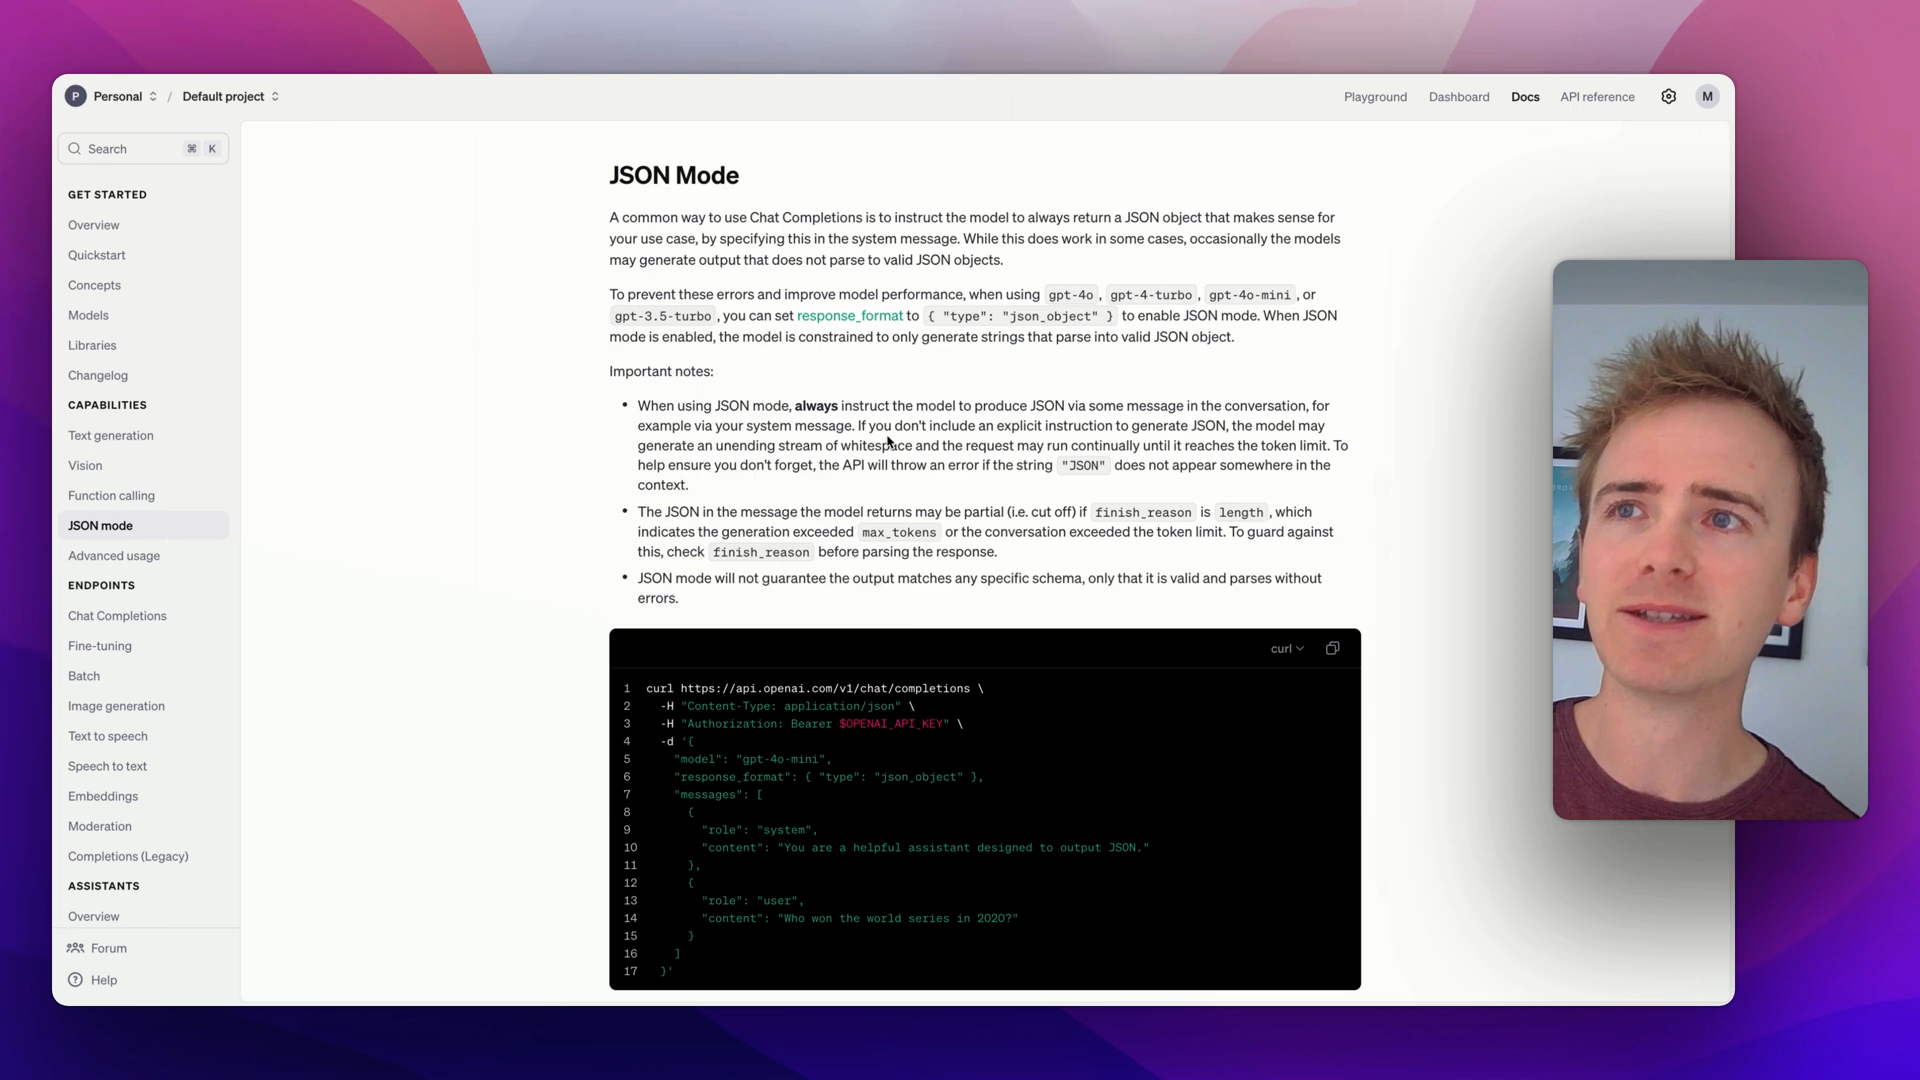 P Personal / Default project
Playground Dashboard Docs API reference M
Search ⌘ K
GET STARTED
Overview
Quickstart
Concepts
Models
Libraries
Changelog
CAPABILITIES
Text generation
Vision
Function calling
JSON mode
Advanced usage
ENDPOINTS
Chat Completions
Fine-tuning
Batch
Image generation
Text to speech
Speech to text
Embeddings
Moderation
Completions (Legacy)
ASSISTANTS
Overview
Forum
Help
JSON Mode
A common way to use Chat Completions is to instruct the model to always return a JSON object that makes sense for
your use case, by specifying this in the system message. While this does work in some cases, occasionally the models
may generate output that does not parse to valid JSON objects.
To prevent these errors and improve model performance, when using gpt-4o, gpt-4-turbo, gpt-4o-mini, or
gpt-3.5-turbo, you can set response_format to { "type": "json_object" } to enable JSON mode. When JSON
mode is enabled, the model is constrained to only generate strings that parse into valid JSON object.
Important notes:
• When using JSON mode, always instruct the model to produce JSON via some message in the conversation, for
example via your system message. If you don't include an explicit instruction to generate JSON, the model may
generate an unending stream of whitespace and the request may run continually until it reaches the token limit. To
help ensure you don't forget, the API will throw an error if the string "JSON" does not appear somewhere in the
context.
• The JSON in the message the model returns may be partial (i.e. cut off) if finish_reason is length, which
indicates the generation exceeded max_tokens or the conversation exceeded the token limit. To guard against
this, check finish_reason before parsing the response.
• JSON mode will not guarantee the output matches any specific schema, only that it is valid and parses without
errors.
curl
1 curl https://api.openai.com/v1/chat/completions \
2 -H "Content-Type: application/json" \
3 -H "Authorization: Bearer $OPENAI_API_KEY" \
4 -d '{
5 "model": "gpt-4o-mini",
6 "response_format": { "type": "json_object" },
7 "messages": [
8 {
9 "role": "system",
10 "content": "You are a helpful assistant designed to output JSON."
11 },
12 {
13 "role": "user",
14 "content": "Who won the world series in 2020?"
15 }
16 ]
17 }'